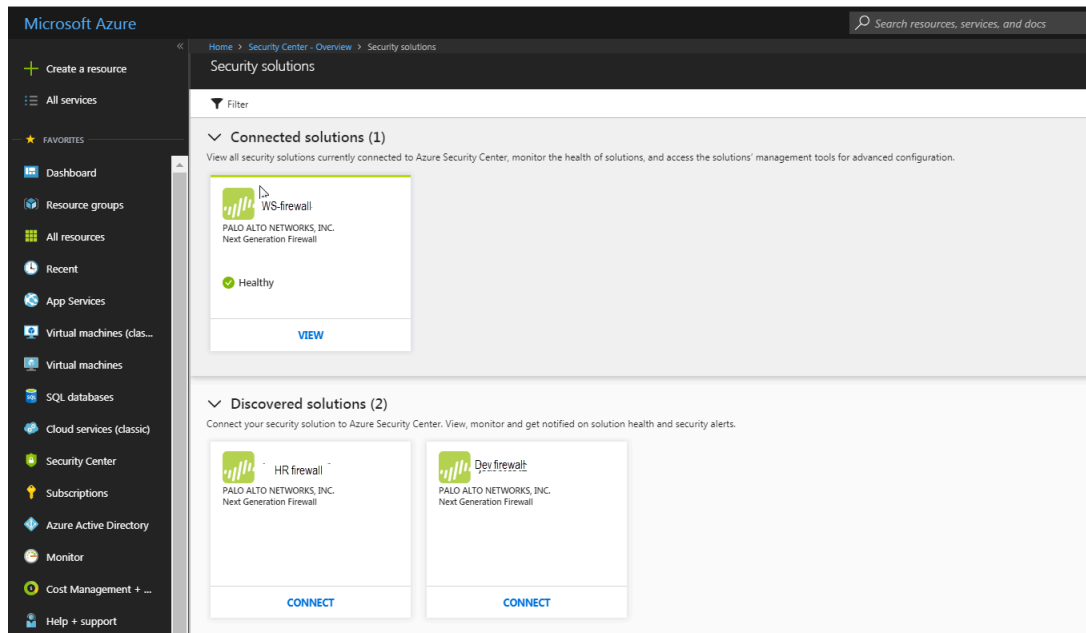 Microsoft Azure
Search resources, services, and docs
«
Home > Security Center - Overview > Security solutions
Security solutions
Create a resource
All services
FAVORITES
Dashboard
Resource groups
All resources
Recent
App Services
Virtual machines (clas...
Virtual machines
SQL databases
Cloud services (classic)
Security Center
Subscriptions
Azure Active Directory
Monitor
Cost Management + ...
Help + support
Filter
Connected solutions (1)
View all security solutions currently connected to Azure Security Center, monitor the health of solutions, and access the solutions' management tools for advanced configuration.
WS-firewall
PALO ALTO NETWORKS, INC.
Next Generation Firewall
Healthy
VIEW
Discovered solutions (2)
Connect your security solution to Azure Security Center. View, monitor and get notified on solution health and security alerts.
HR firewall
PALO ALTO NETWORKS, INC.
Next Generation Firewall
CONNECT
Dev firewall
PALO ALTO NETWORKS, INC.
Next Generation Firewall
CONNECT